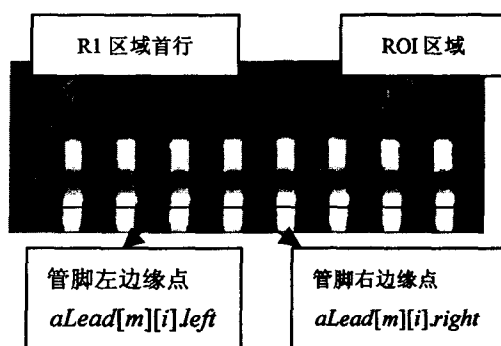 R1 区域首行
ROI 区域
管脚左边缘点
aLead[m][i].left
管脚右边缘点
aLead[m][i].right